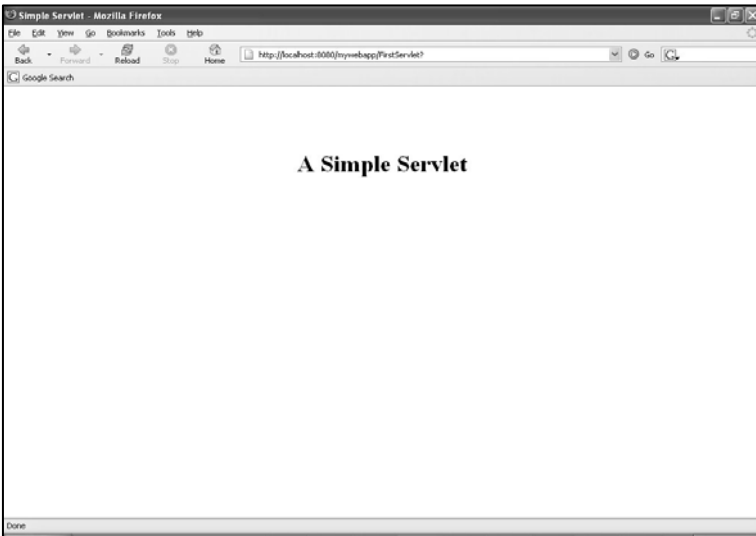 Simple Servlet - Mozilla Firefox
File Edit View Go Bookmarks Tools Help
Back Forward Reload Stop Home http://localhost:8080/mywebapp/FirstServlet? Go G
G Google Search
A Simple Servlet
Done